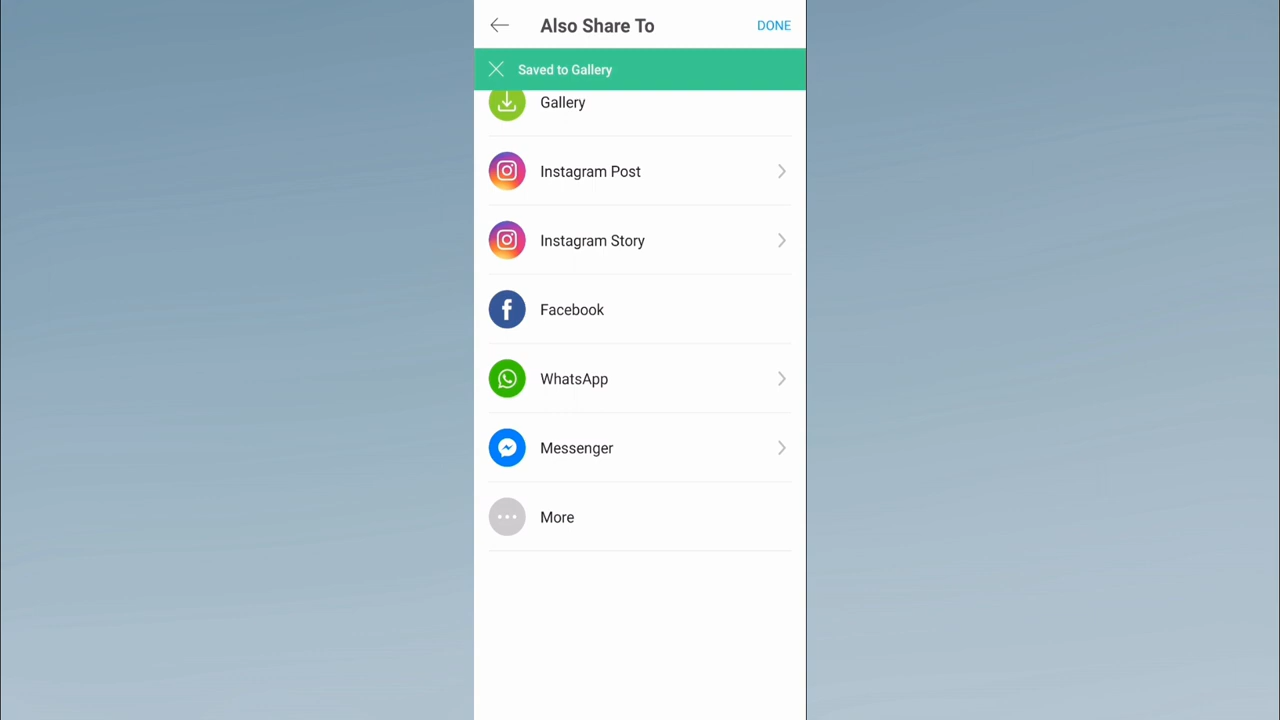 Also Share To
DONE
Saved to Gallery
Gallery
Instagram Post
Instagram Story
Facebook
WhatsApp
Messenger
More